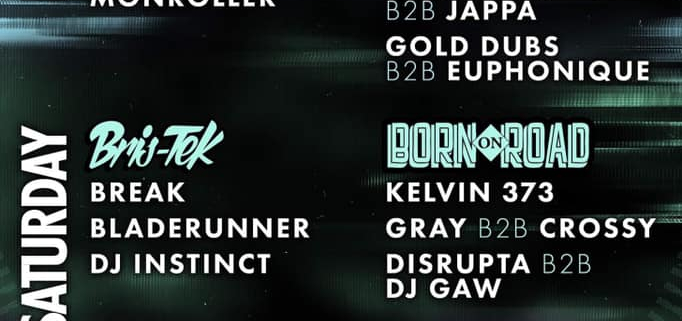 MONROLLER
B2B JAPPA
GOLD DUBS
B2B EUPHONIQUE
SATURDAY
Bris-Tek
BREAK
BLADERUNNER
DJ INSTINCT
BORN ON ROAD
KELVIN 373
GRAY B2B CROSSY
DISRUPTA B2B
DJ GAW